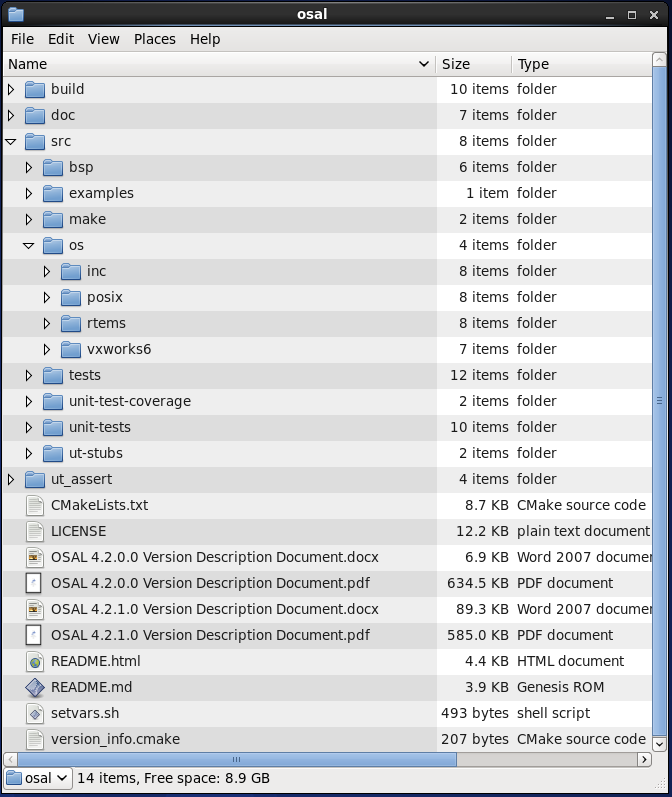 osal
File Edit View Places Help
Name Size Type
build 10 items folder
doc 7 items folder
src 8 items folder
bsp 6 items folder
examples 1 item folder
make 2 items folder
os 4 items folder
inc 8 items folder
posix 8 items folder
rtems 8 items folder
vxworks6 7 items folder
tests 12 items folder
unit-test-coverage 2 items folder
unit-tests 10 items folder
ut-stubs 2 items folder
ut_assert 4 items folder
CMakeLists.txt 8.7 KB CMake source code
LICENSE 12.2 KB plain text document
OSAL 4.2.0.0 Version Description Document.docx 6.9 KB Word 2007 documen
OSAL 4.2.0.0 Version Description Document.pdf 634.5 KB PDF document
OSAL 4.2.1.0 Version Description Document.docx 89.3 KB Word 2007 documen
OSAL 4.2.1.0 Version Description Document.pdf 585.0 KB PDF document
README.html 4.4 KB HTML document
README.md 3.9 KB Genesis ROM
setvars.sh 493 bytes shell script
version_info.cmake 207 bytes CMake source code
osal 14 items, Free space: 8.9 GB